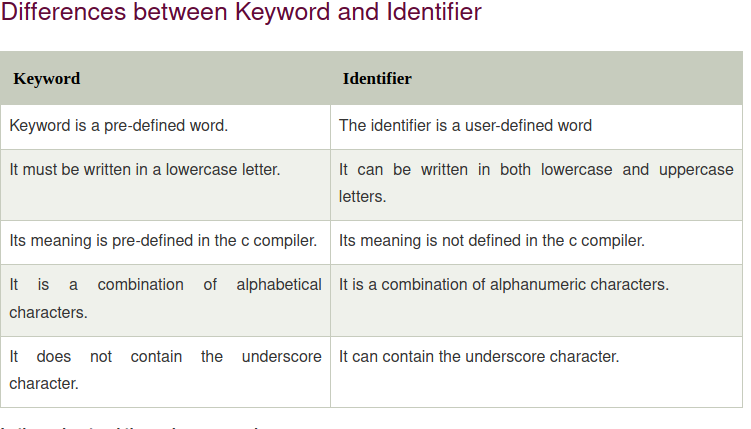 Differences between Keyword and Identifier
Keyword Identifier
Keyword is a pre-defined word. The identifier is a user-defined word
It must be written in a lowercase letter. It can be written in both lowercase and uppercase
letters.
Its meaning is pre-defined in the c compiler. Its meaning is not defined in the c compiler.
It is a combination of alphabetical It is a combination of alphanumeric characters.
characters.
It does not contain the underscore It can contain the underscore character.
character.